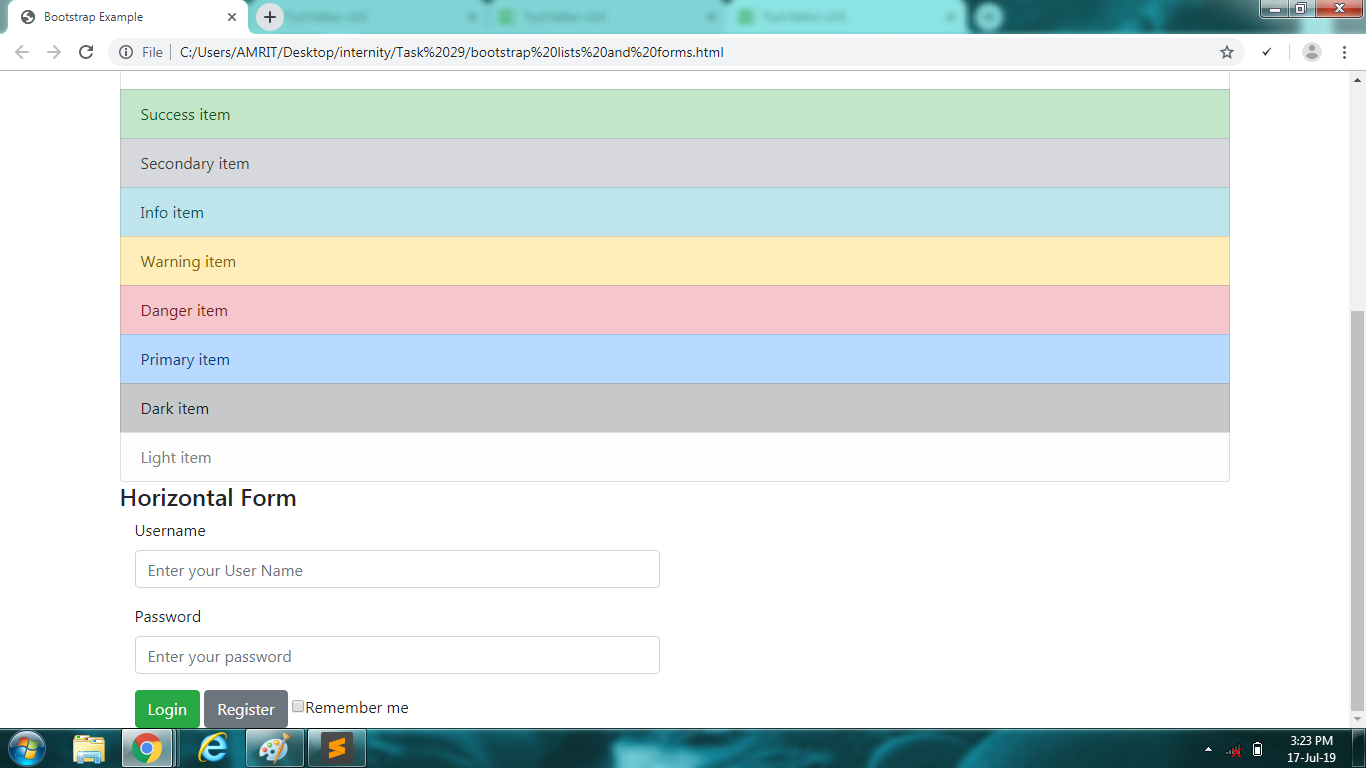 Bootstrap Example
File
C:/Users/AMRIT/Desktop/internity/Task%2029/bootstrap%20lists%20and%20forms.html
Success item
Secondary item
Info item
Warning item
Danger item
Primary item
Dark item
Light item
Horizontal Form
Username
Enter your User Name
Password
Enter your password
Login Register Remember me
3:23 PM
17-Jul-19